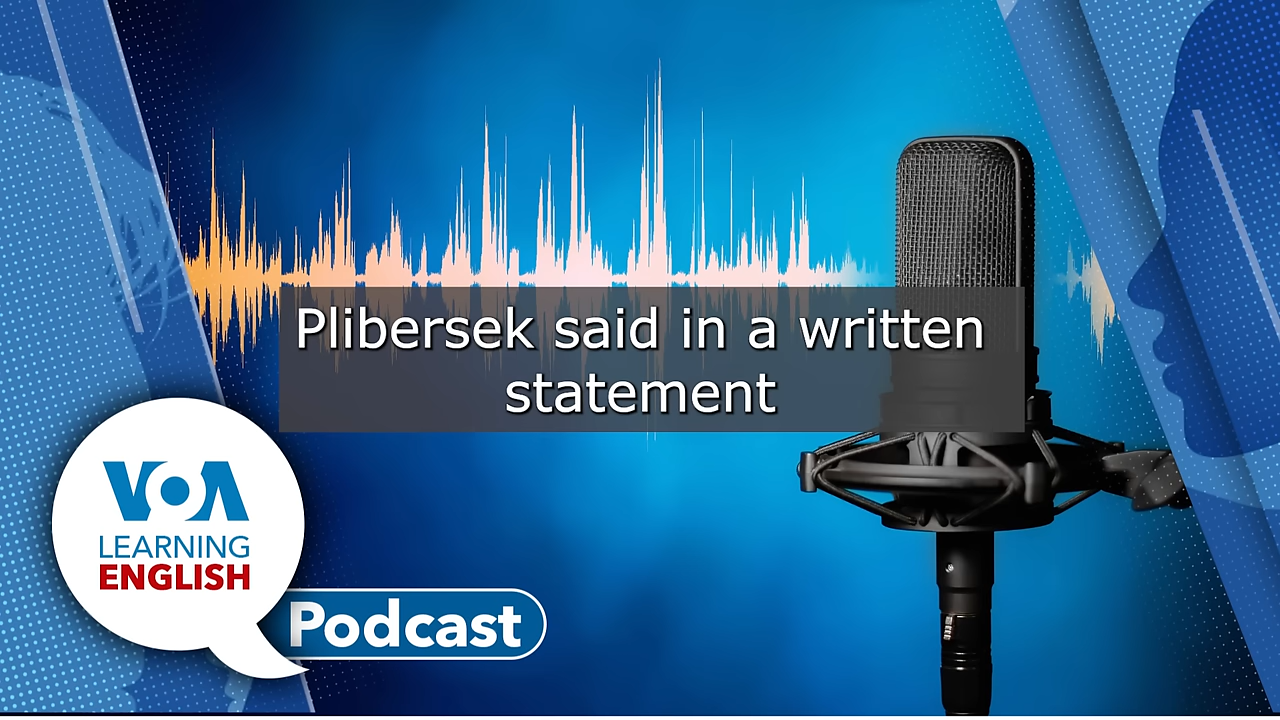 Plibersek said in a written
statement
VOA
LEARNING
ENGLISH
Podcast